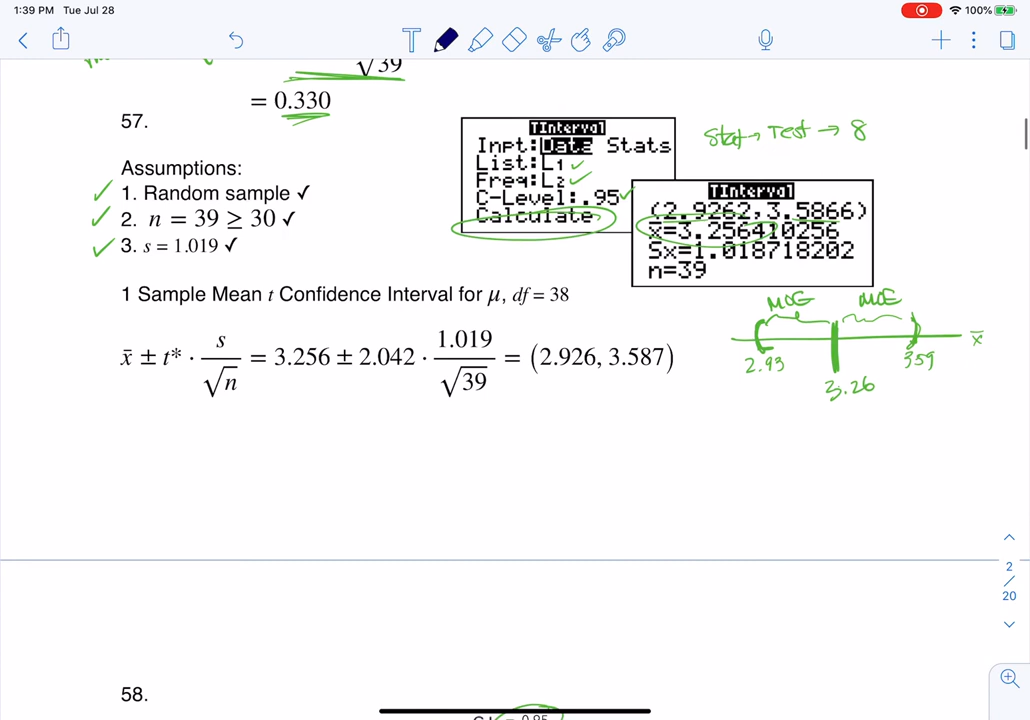 1:39 PM Tue Jul 28
100%
T
√39
= 0.330
57.
TInterval
Inpt:Data Stats
List:L1 ✓
Freq:L2 ✓
C-Level:.95 ✓
Calculate
Stat → Test → 8
TInterval
(2.9262,3.5866)
x̄=3.256410256
Sx=1.018718202
n=39
Assumptions:
✓ 1. Random sample ✓
✓ 2. n = 39 ≥ 30 ✓
✓ 3. s = 1.019 ✓
1 Sample Mean t Confidence Interval for μ, df = 38
MOE MOE
x̄
2.93 3.26 359
x̄ ± t* · s/√n = 3.256 ± 2.042 · 1.019/√39 = (2.926, 3.587)
2
/
20
58.